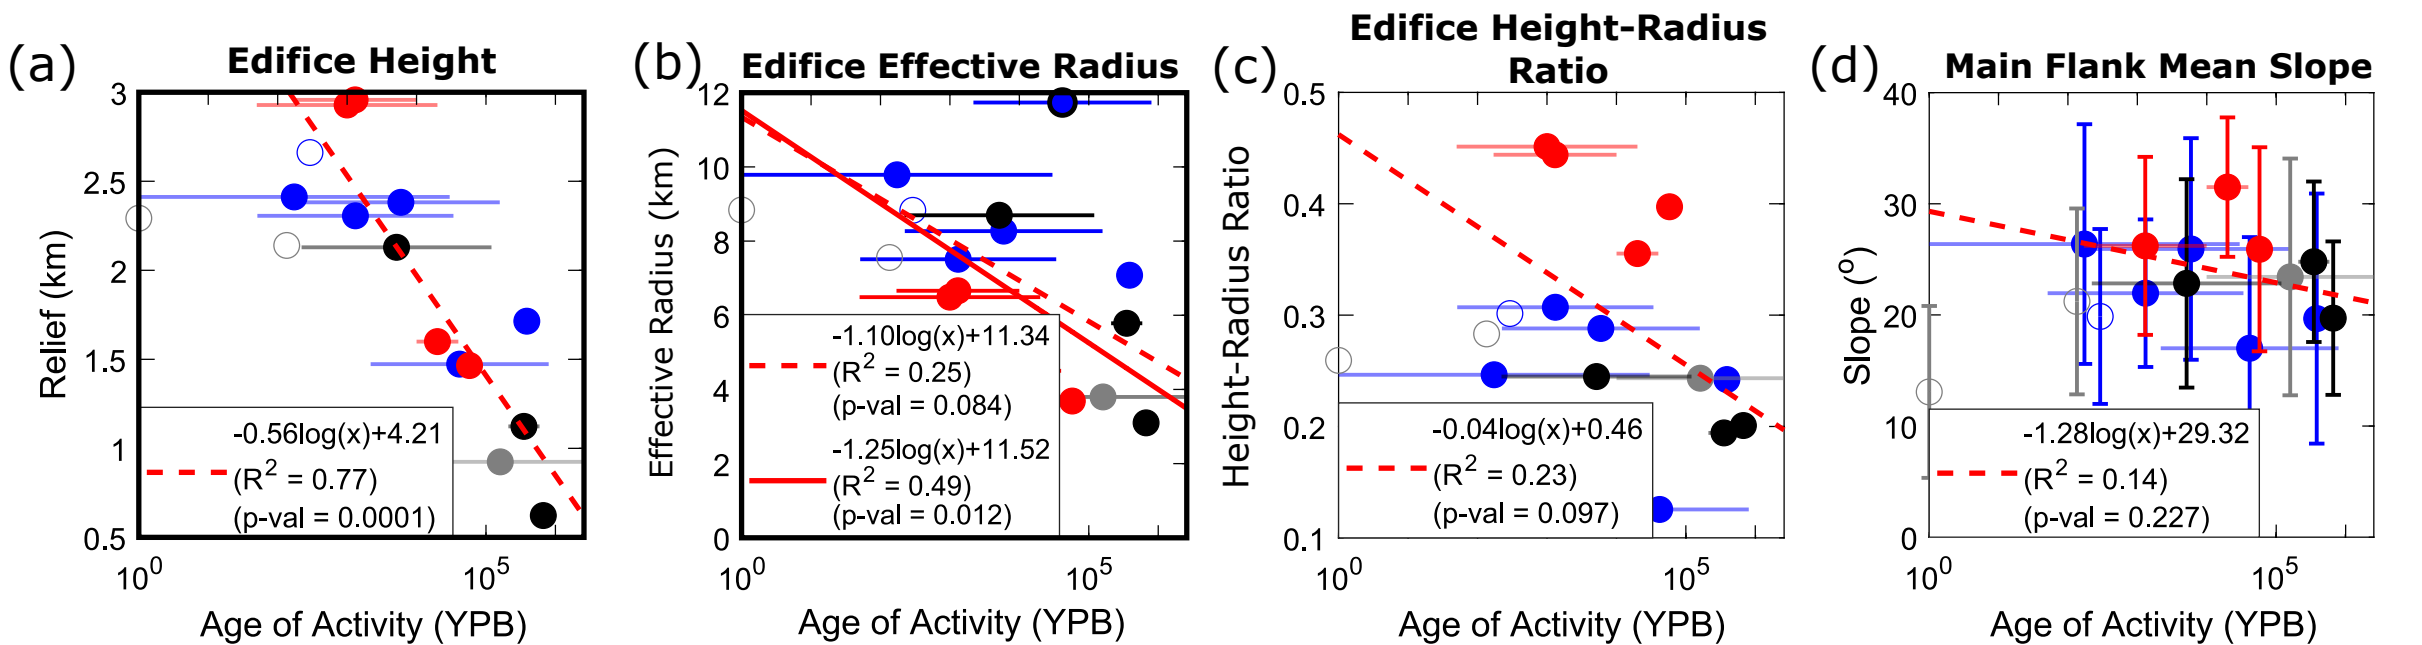 (a)
Edifice Height
3
2.5
2
1.5
1
0.5
Relief (km)
-0.56log(x)+4.21
(R² = 0.77)
(p-val = 0.0001)
10⁰
10⁵
Age of Activity (YPB)
(b)
Edifice Effective Radius
12
10
8
6
4
2
0
Effective Radius (km)
-1.10log(x)+11.34
(R² = 0.25)
(p-val = 0.084)
-1.25log(x)+11.52
(R² = 0.49)
(p-val = 0.012)
10⁰
10⁵
Age of Activity (YPB)
(c)
Edifice Height-Radius
Ratio
0.5
0.4
0.3
0.2
0.1
Height-Radius Ratio
-0.04log(x)+0.46
(R² = 0.23)
(p-val = 0.097)
10⁰
10⁵
Age of Activity (YPB)
(d)
Main Flank Mean Slope
40
30
20
10
0
Slope (º)
-1.28log(x)+29.32
(R² = 0.14)
(p-val = 0.227)
10⁰
10⁵
Age of Activity (YPB)